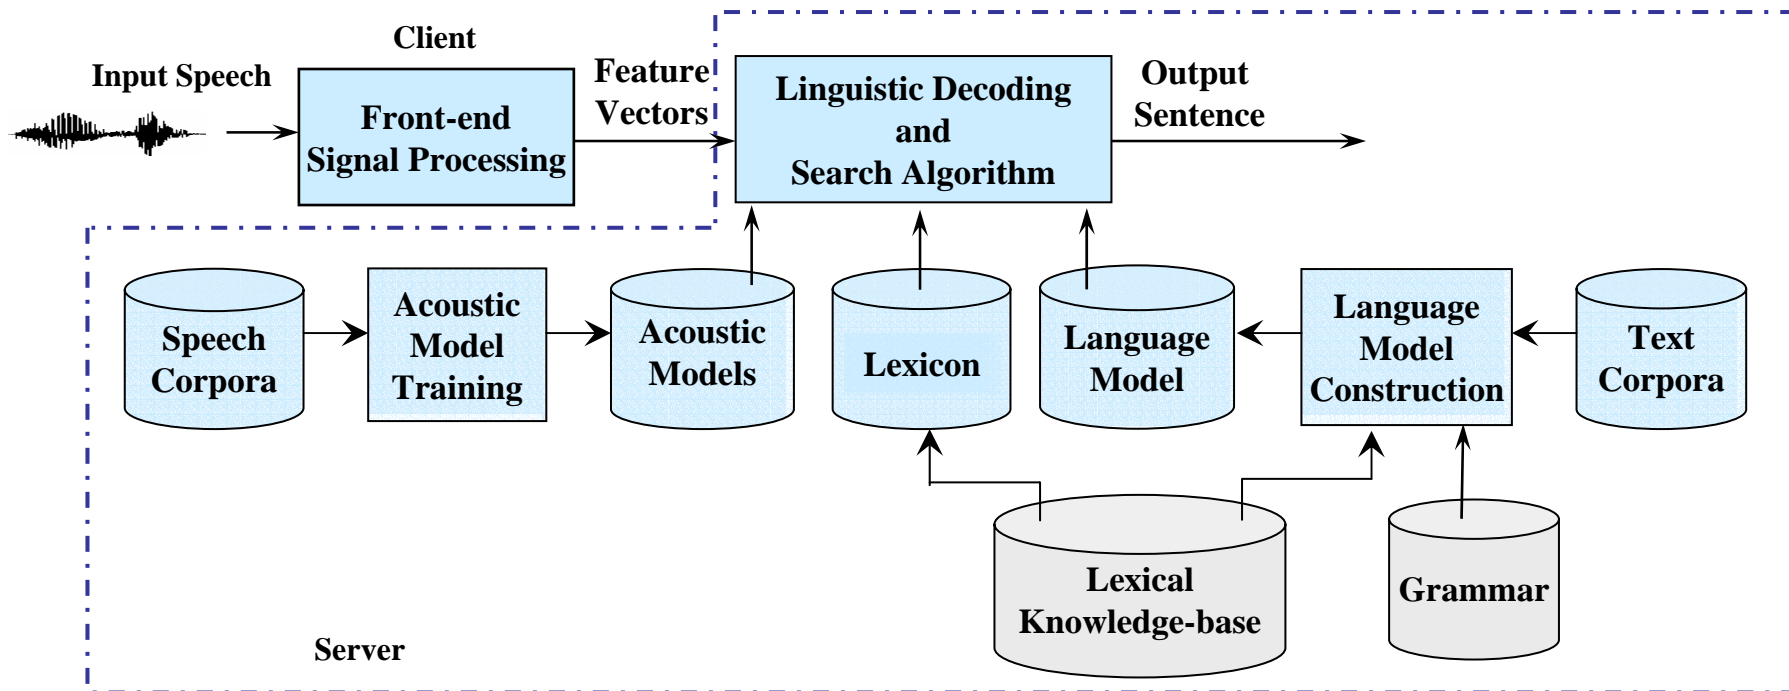 Client
Input Speech
Front-end
Signal Processing
Feature
Vectors
Linguistic Decoding
and
Search Algorithm
Output
Sentence
Speech
Corpora
Acoustic
Model
Training
Acoustic
Models
Lexicon
Language
Model
Language
Model
Construction
Text
Corpora
Lexical
Knowledge-base
Grammar
Server